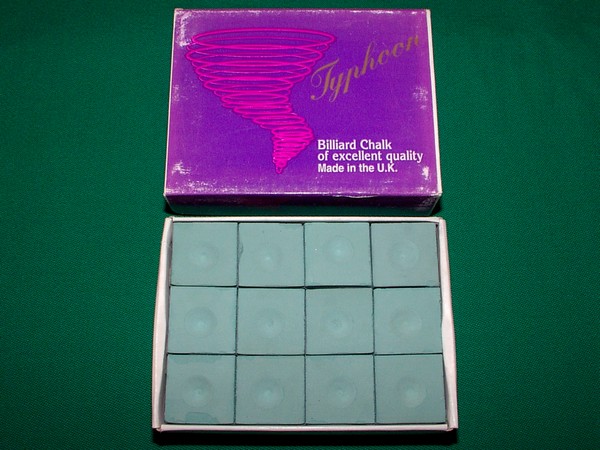 Typhoon
Billiard Chalk
of excellent quality
Made in the U.K.